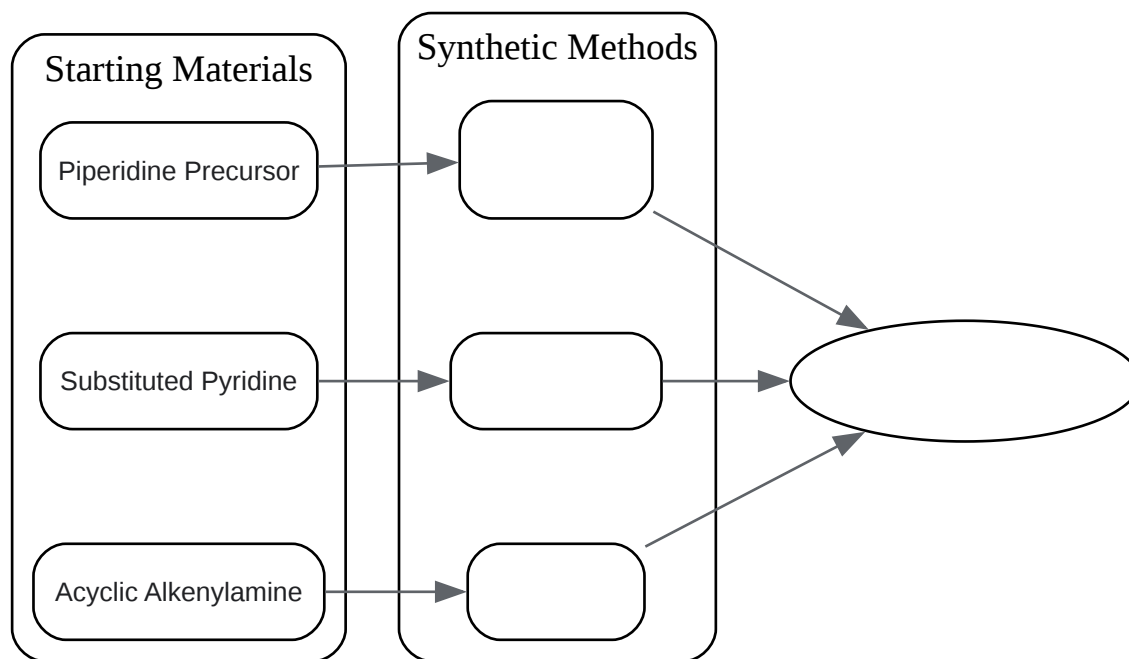 Starting Materials
Synthetic Methods
Piperidine Precursor
Substituted Pyridine
Acyclic Alkenylamine